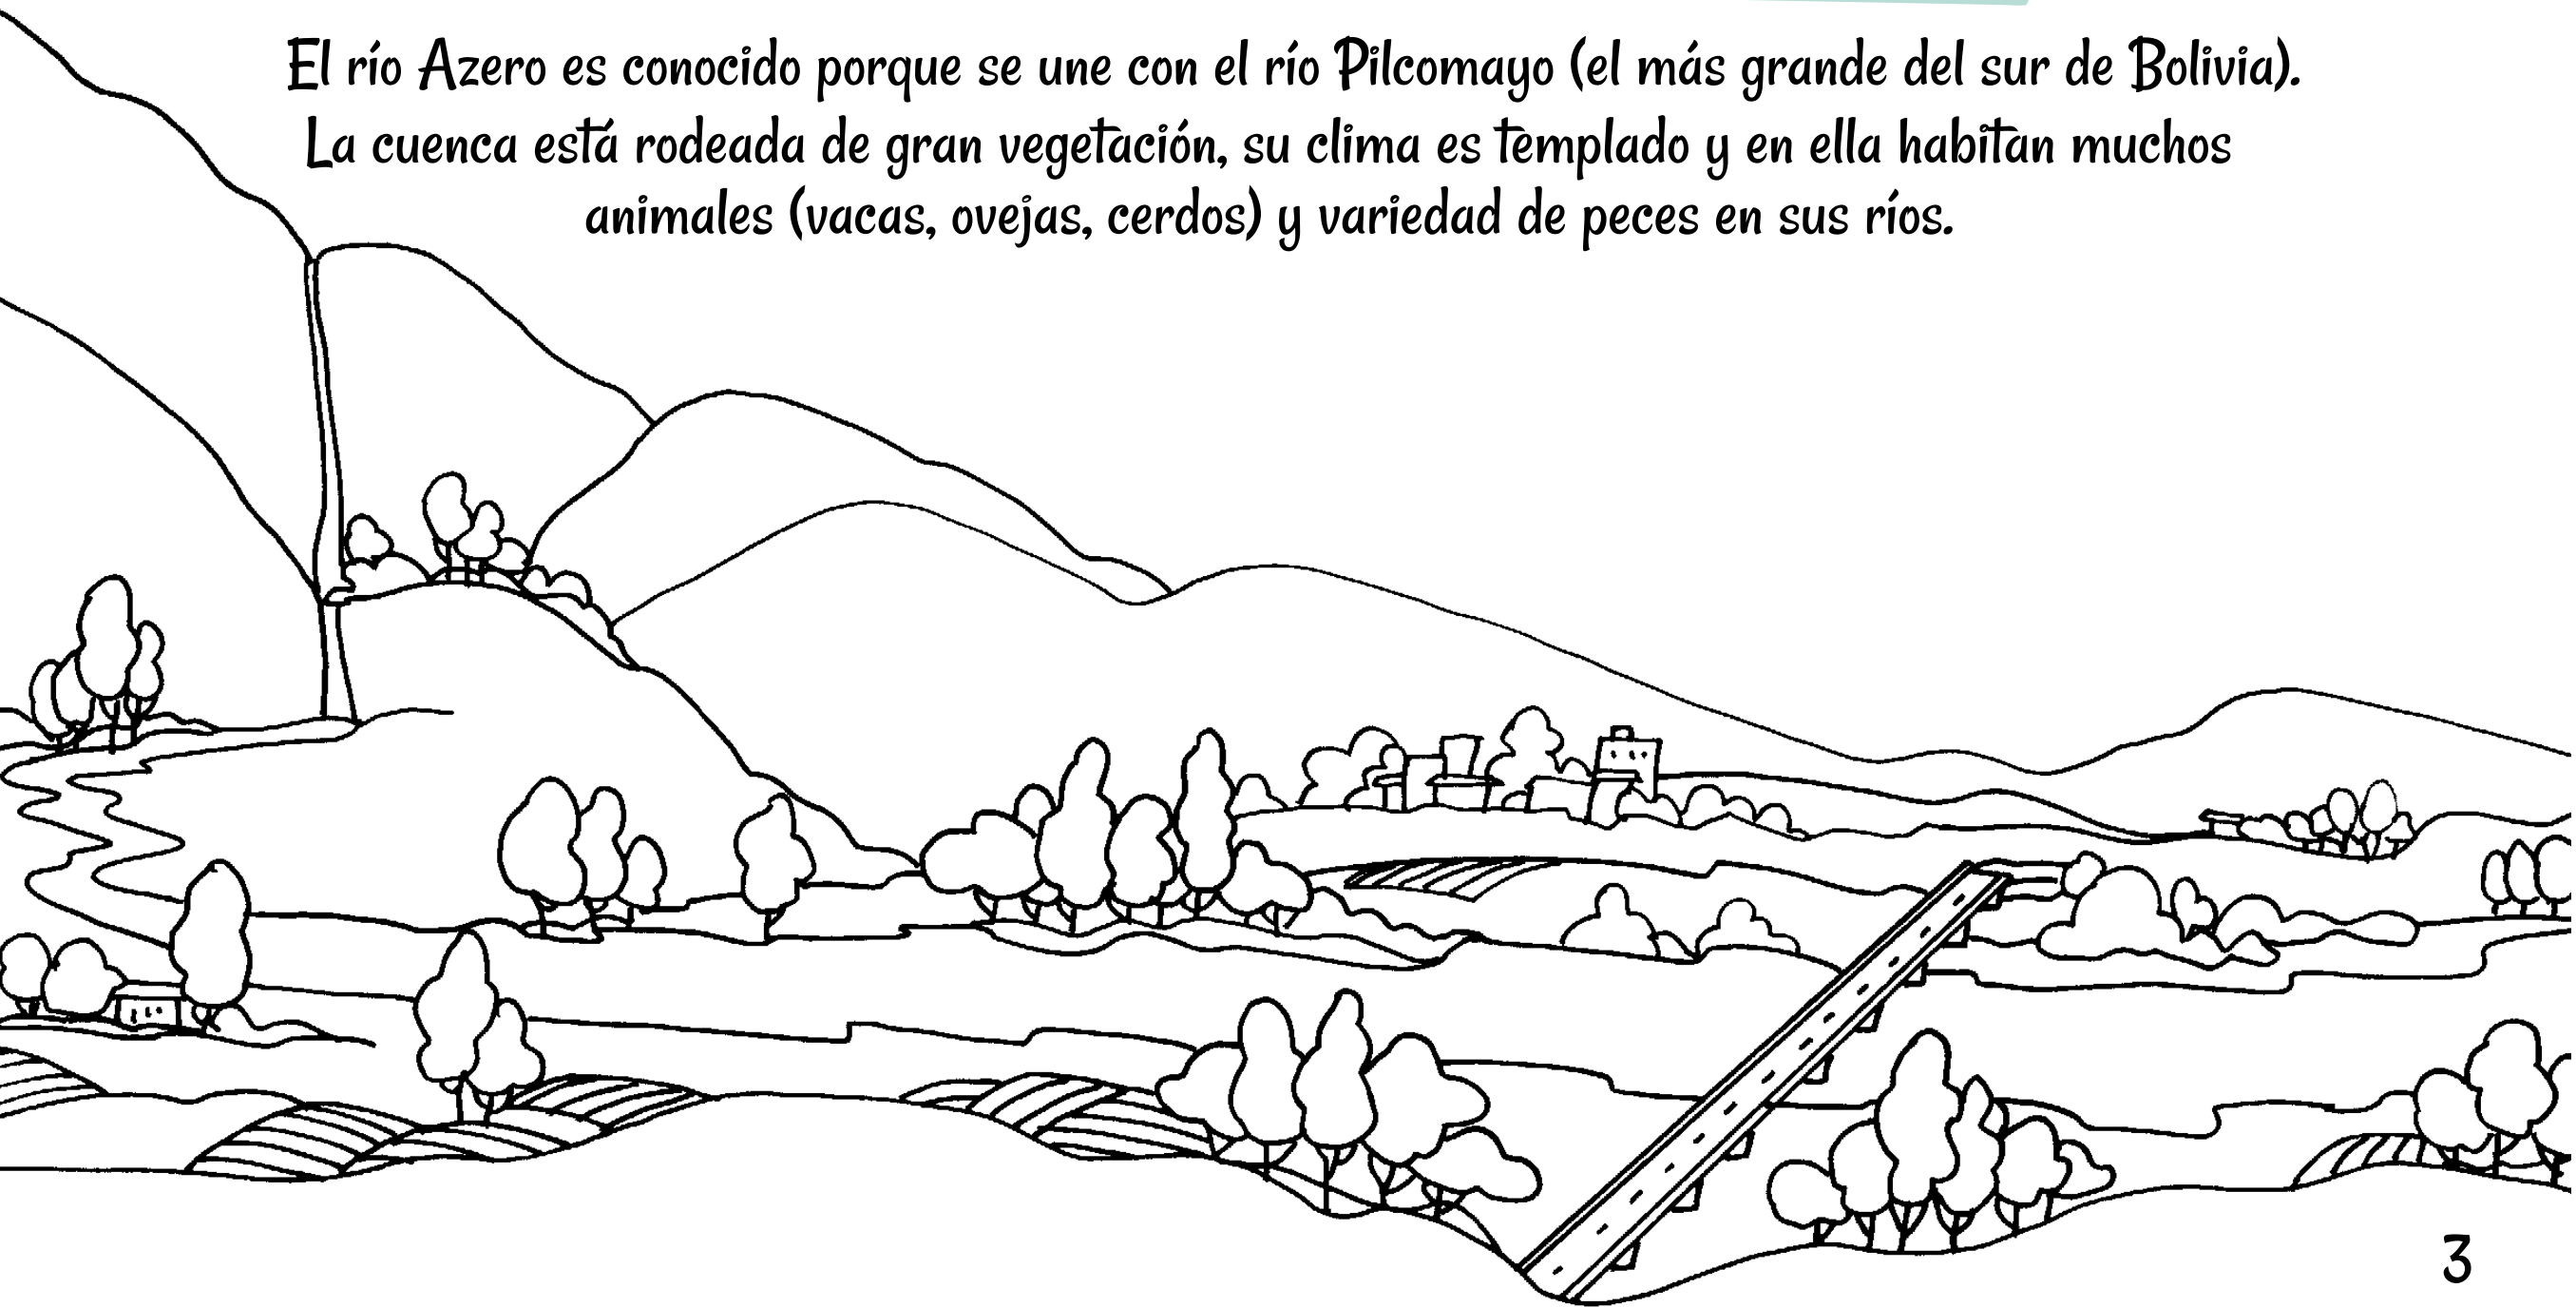 El río Azero es conocido porque se une con el río Pilcomayo (el más grande del sur de Bolivia).
La cuenca está rodeada de gran vegetación, su clima es templado y en ella habitan muchos
animales (vacas, ovejas, cerdos) y variedad de peces en sus ríos.
3